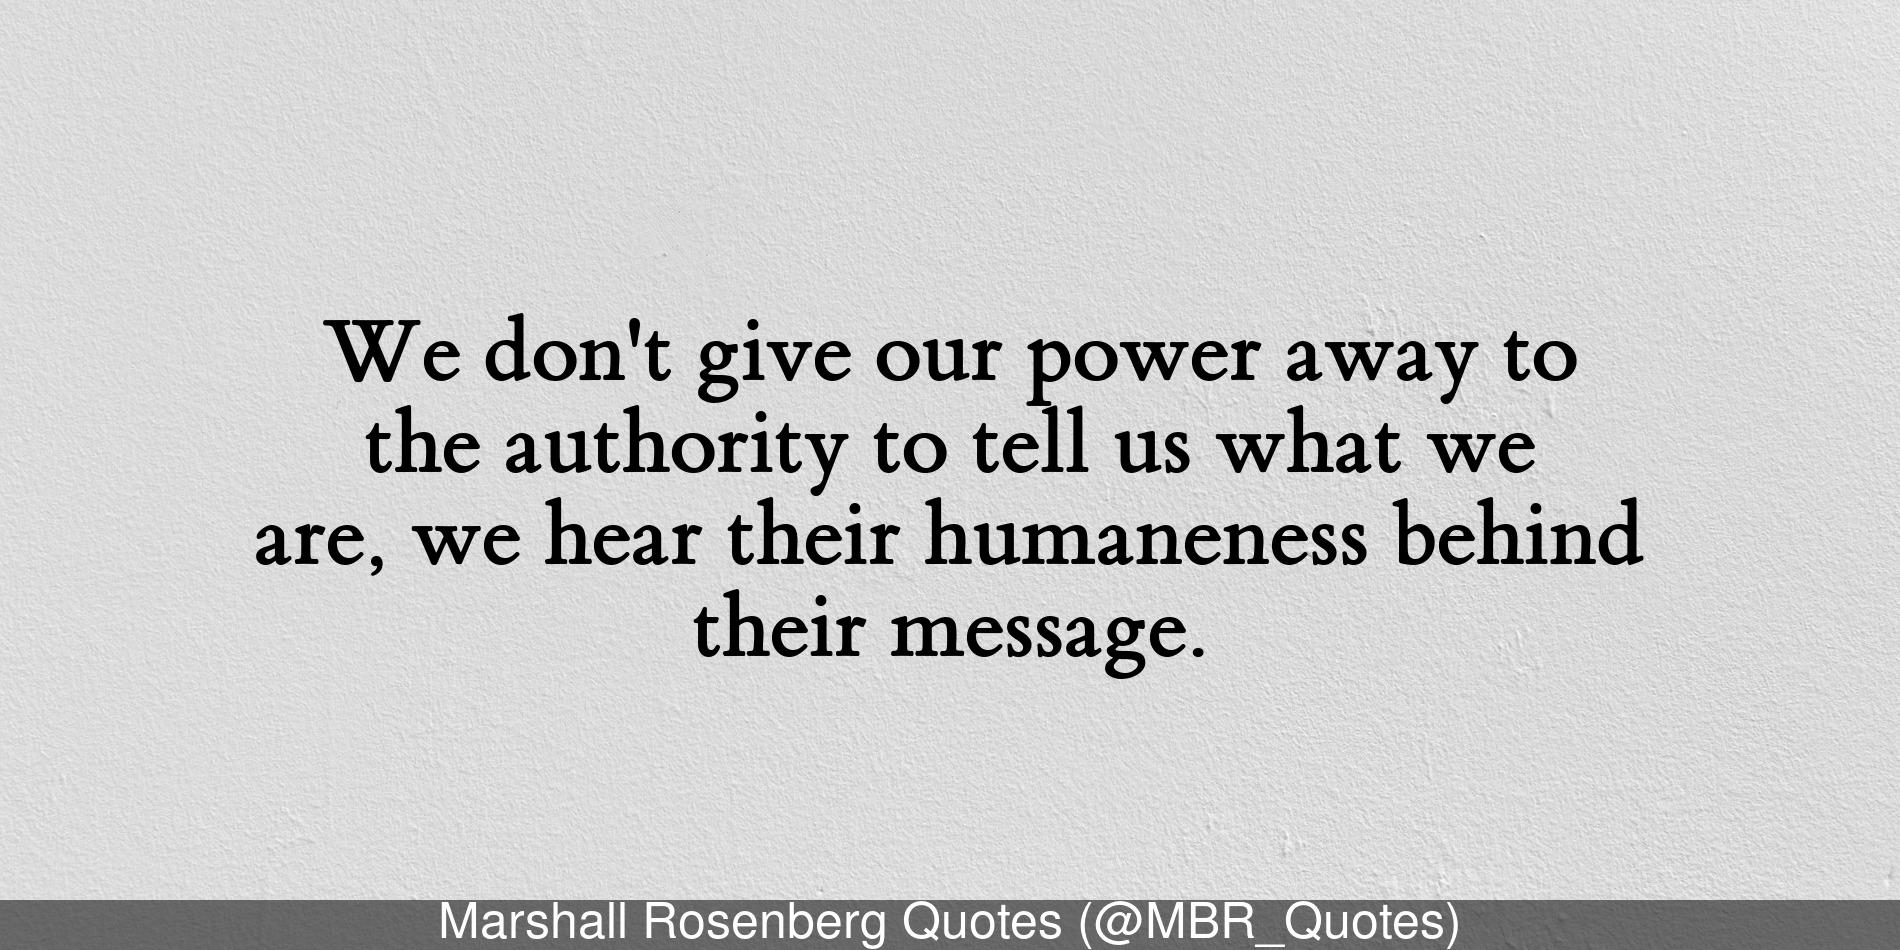 We don't give our power away to
the authority to tell us what we
are, we hear their humaneness behind
their message.
Marshall Rosenberg Quotes (@MBR_Quotes)